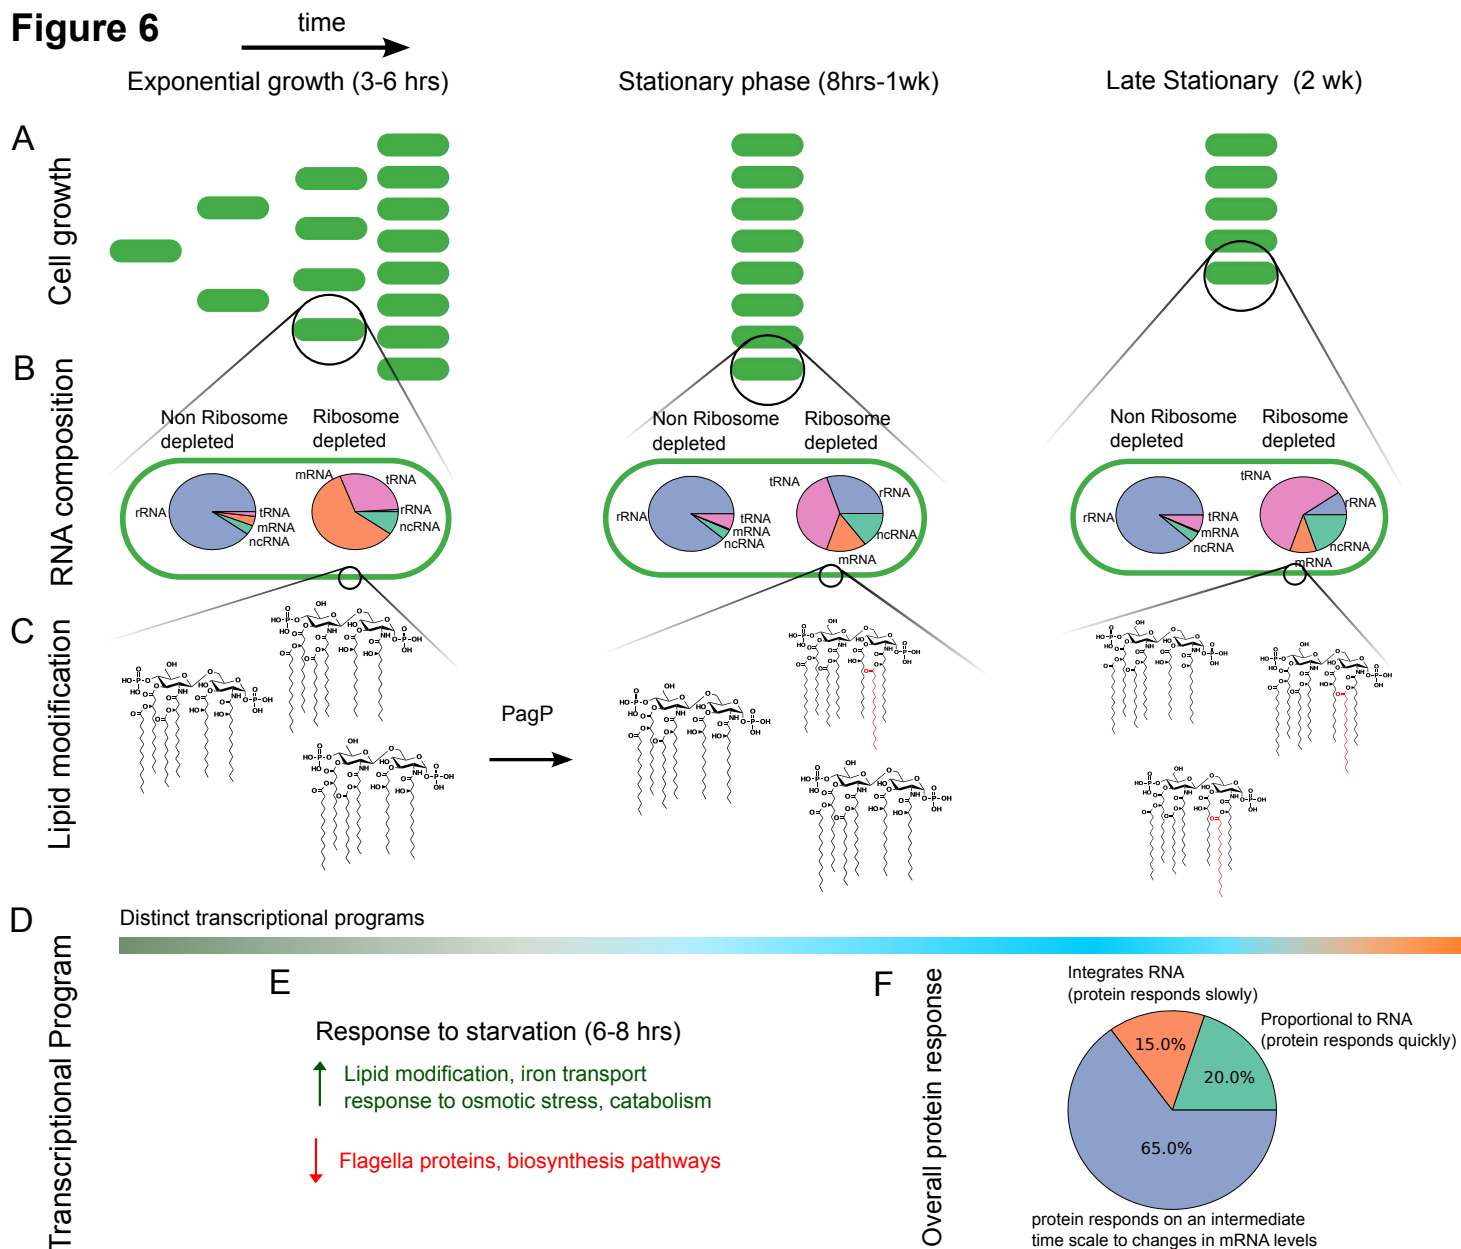 Figure 6
time
Exponential growth (3-6 hrs)
Stationary phase (8hrs-1wk)
Late Stationary (2 wk)
A
Cell growth
B
RNA composition
Non Ribosome
depleted
Ribosome
depleted
rRNA
tRNA
mRNA
ncRNA
mRNA
tRNA
rRNA
ncRNA
Non Ribosome
depleted
Ribosome
depleted
rRNA
tRNA
mRNA
ncRNA
tRNA
rRNA
ncRNA
mRNA
Non Ribosome
depleted
Ribosome
depleted
rRNA
tRNA
mRNA
ncRNA
tRNA
rRNA
ncRNA
mRNA
C
Lipid modification
PagP
D
Transcriptional Program
Distinct transcriptional programs
E
Response to starvation (6-8 hrs)
Lipid modification, iron transport
response to osmotic stress, catabolism
Flagella proteins, biosynthesis pathways
F
Overall protein response
Integrates RNA
(protein responds slowly)
Proportional to RNA
(protein responds quickly)
15.0%
20.0%
65.0%
protein responds on an intermediate
time scale to changes in mRNA levels